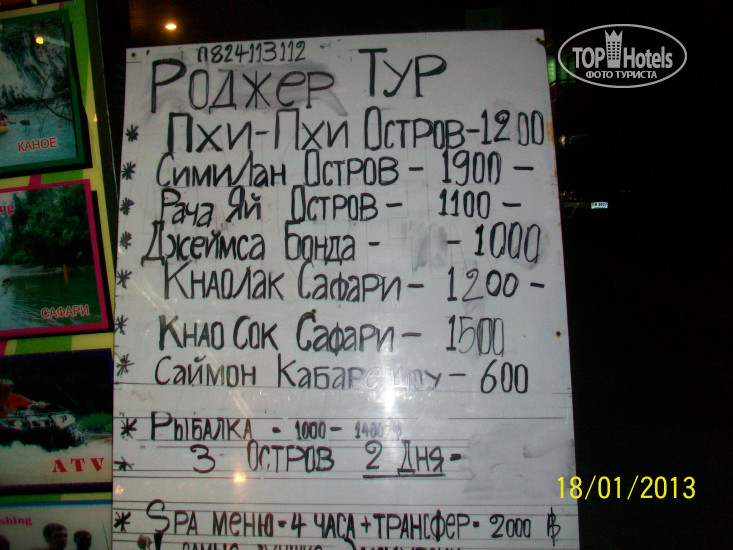 TOP Hotels
ФОТО ТУРИСТА
0824113112
РОДЖЕР ТУР
* ПХИ-ПХИ ОСТРОВ-1200
* СИМИЛАН ОСТРОВ - 1900 -
* РАЧА ЯЙ ОСТРОВ - 1100 -
* ДЖЕЙМСА БОНДА - - 1000
* КНАОЛАК САФАРИ - 1200 -
* КНАО СОК САФАРИ - 1500
* САЙМОН КАБАРЕ ШОУ - 600
* РЫБАЛКА - 1000 - 1400
* 3 ОСТРОВ 2 ДНЯ -
* SPA МЕНЮ = 4 ЧАСА + ТРАНСФЕР = 2000 ฿
КАНОЕ
САФАРИ
ATV
18/01/2013